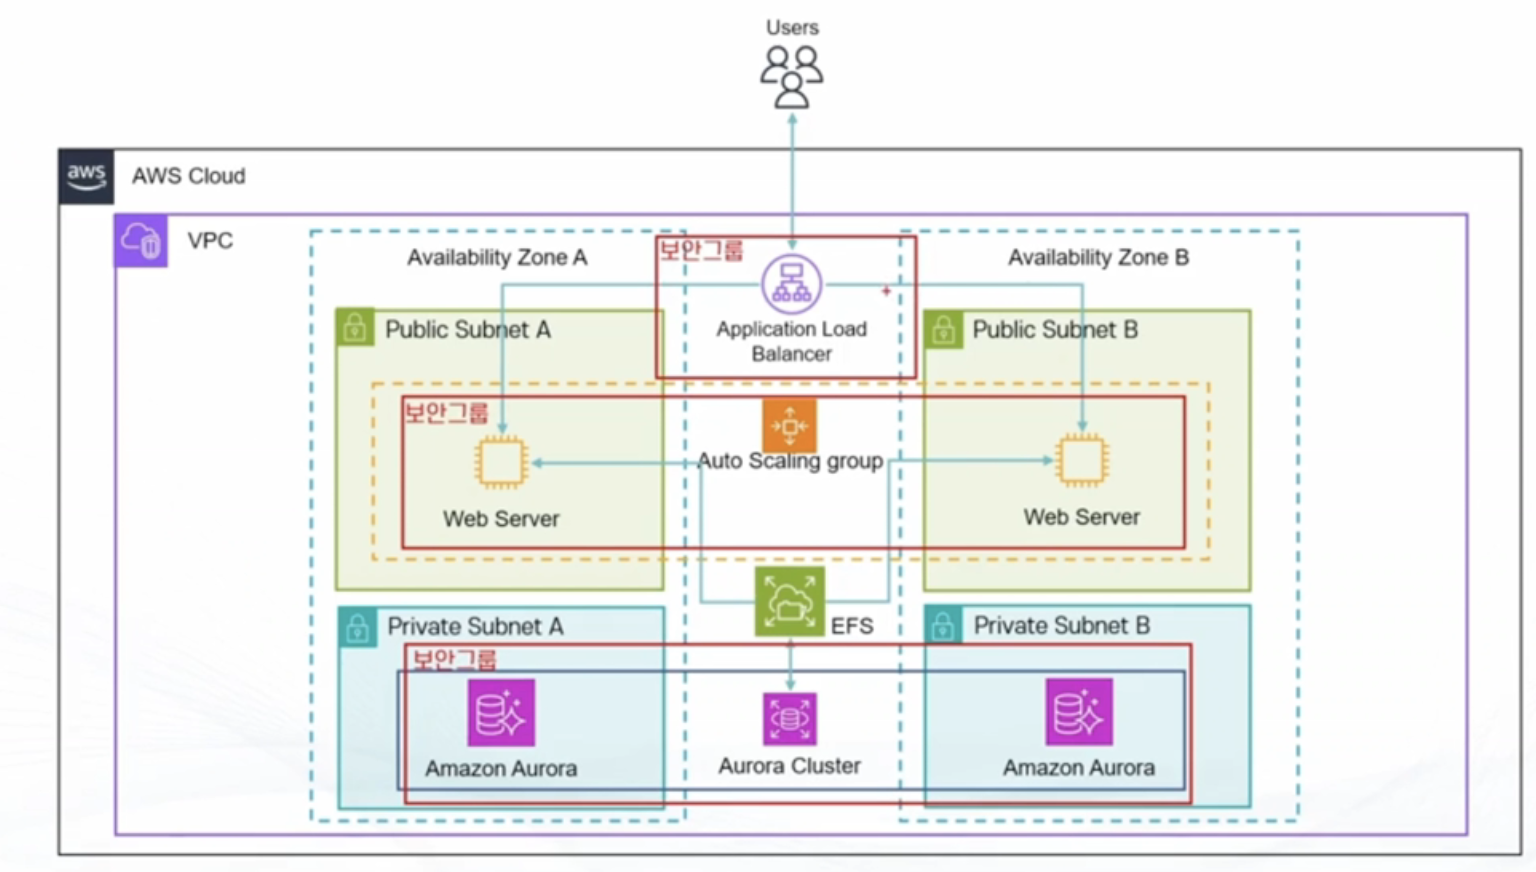 Users
aws
AWS Cloud
VPC
Availability Zone A
보안그룹
Availability Zone B
Public Subnet A
Application Load
Balancer
Public Subnet B
보안그룹
Auto Scaling group
Web Server
Web Server
EFS
Private Subnet A
Private Subnet B
보안그룹
Amazon Aurora
Aurora Cluster
Amazon Aurora